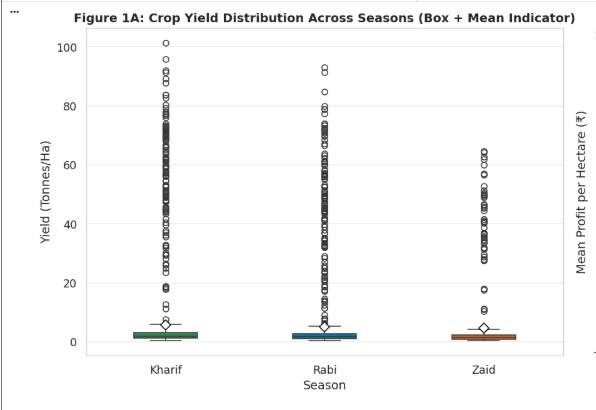 ...
Figure 1A: Crop Yield Distribution Across Seasons (Box + Mean Indicator)
Yield (Tonnes/Ha)
100
80
60
40
20
0
Kharif Rabi Zaid
Season
Mean Profit per Hectare (₹)